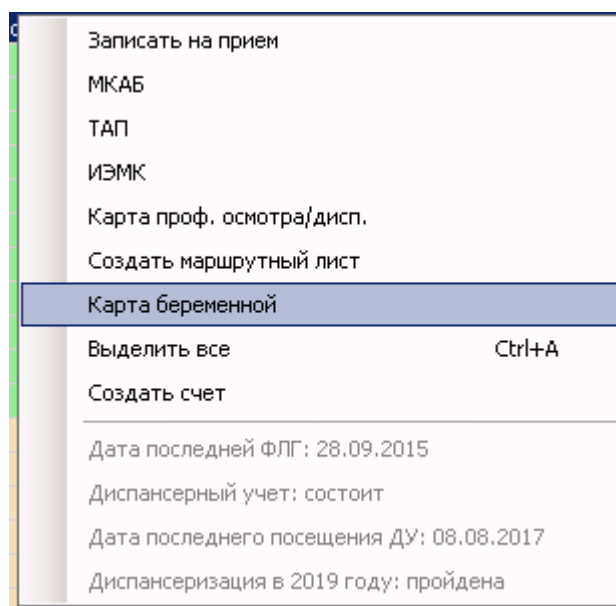 Записать на прием
МКАБ
ТАП
ИЭМК
Карта проф. осмотра/дисп.
Создать маршрутный лист
Карта беременной
Выделить все Ctrl+A
Создать счет
Дата последней ФЛГ: 28.09.2015
Диспансерный учет: состоит
Дата последнего посещения ДУ: 08.08.2017
Диспансеризация в 2019 году: пройдена